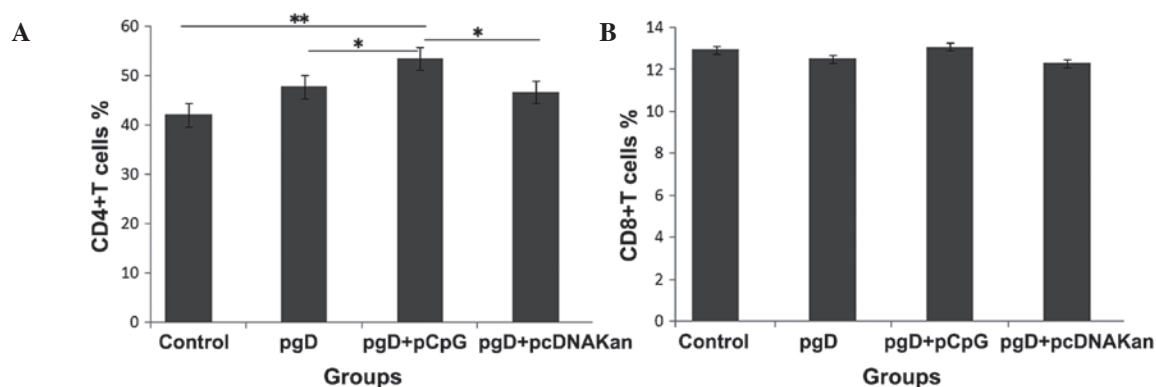 A
**
*
*
60
50
40
30
20
10
0
CD4+T cells %
Control
pgD
pgD+pCpG
pgD+pcDNAKan
Groups
B
14
12
10
8
6
4
2
0
CD8+T cells %
Control
pgD
pgD+pCpG
pgD+pcDNAKan
Groups